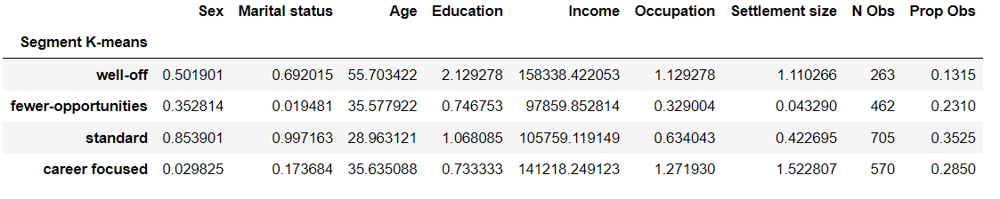 Sex Marital status Age Education Income Occupation Settlement size N Obs Prop Obs
Segment K-means
well-off 0.501901 0.692015 55.703422 2.129278 158338.422053 1.129278 1.110266 263 0.1315
fewer-opportunities 0.352814 0.019481 35.577922 0.746753 97859.852814 0.329004 0.043290 462 0.2310
standard 0.853901 0.997163 28.963121 1.068085 105759.119149 0.634043 0.422695 705 0.3525
career focused 0.029825 0.173684 35.635088 0.733333 141218.249123 1.271930 1.522807 570 0.2850